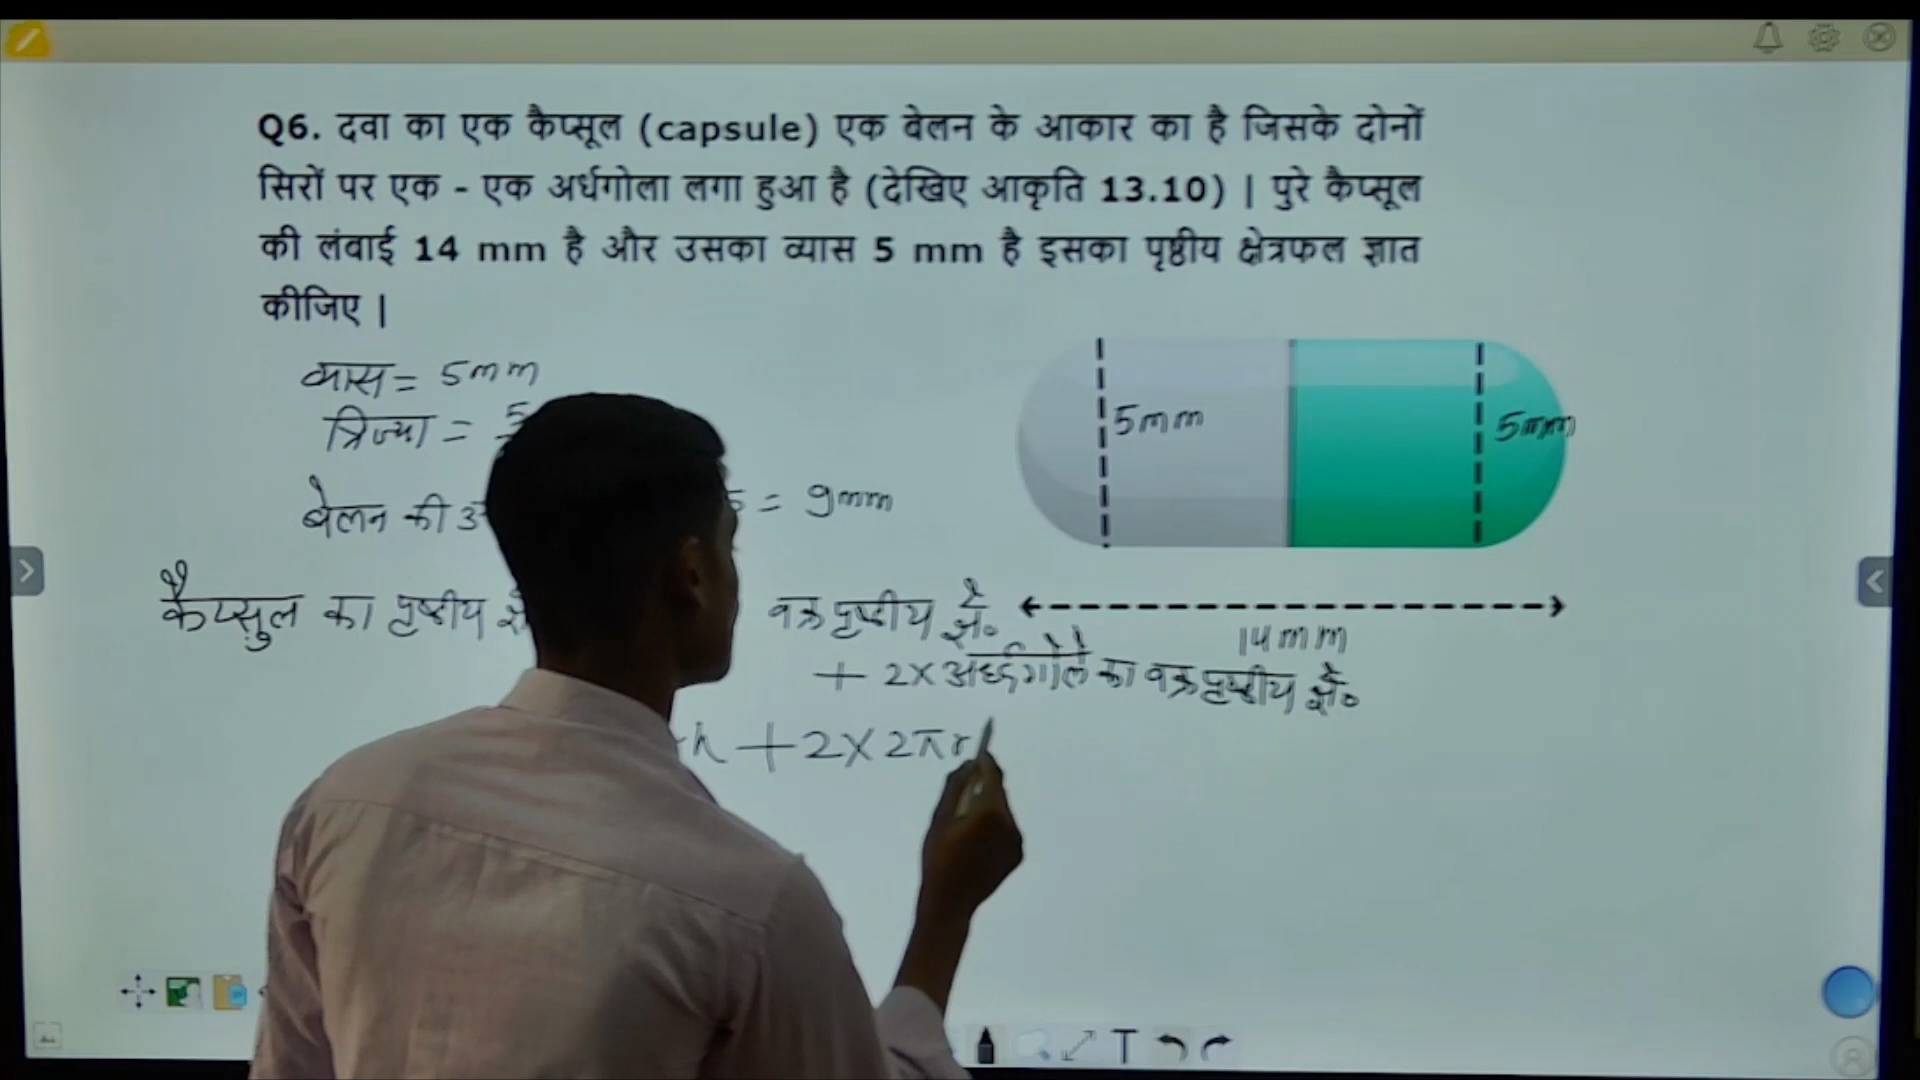 Q6. दवा का एक कैप्सूल (capsule) एक बेलन के आकार का है जिसके दोनों
सिरों पर एक - एक अर्धगोला लगा हुआ है (देखिए आकृति 13.10) | पुरे कैप्सूल
की लंबाई 14 mm है और उसका व्यास 5 mm है इसका पृष्ठीय क्षेत्रफल ज्ञात
कीजिए |
व्यास = 5mm
त्रिज्या =
बेलन की = 9mm
कैप्सुल का पृष्ठीय वक्र पृष्ठीय क्षे०
+ 2x अर्द्धगोले का वक्र पृष्ठीय क्षे०
h + 2x2πr
5mm
5mm
14mm
T